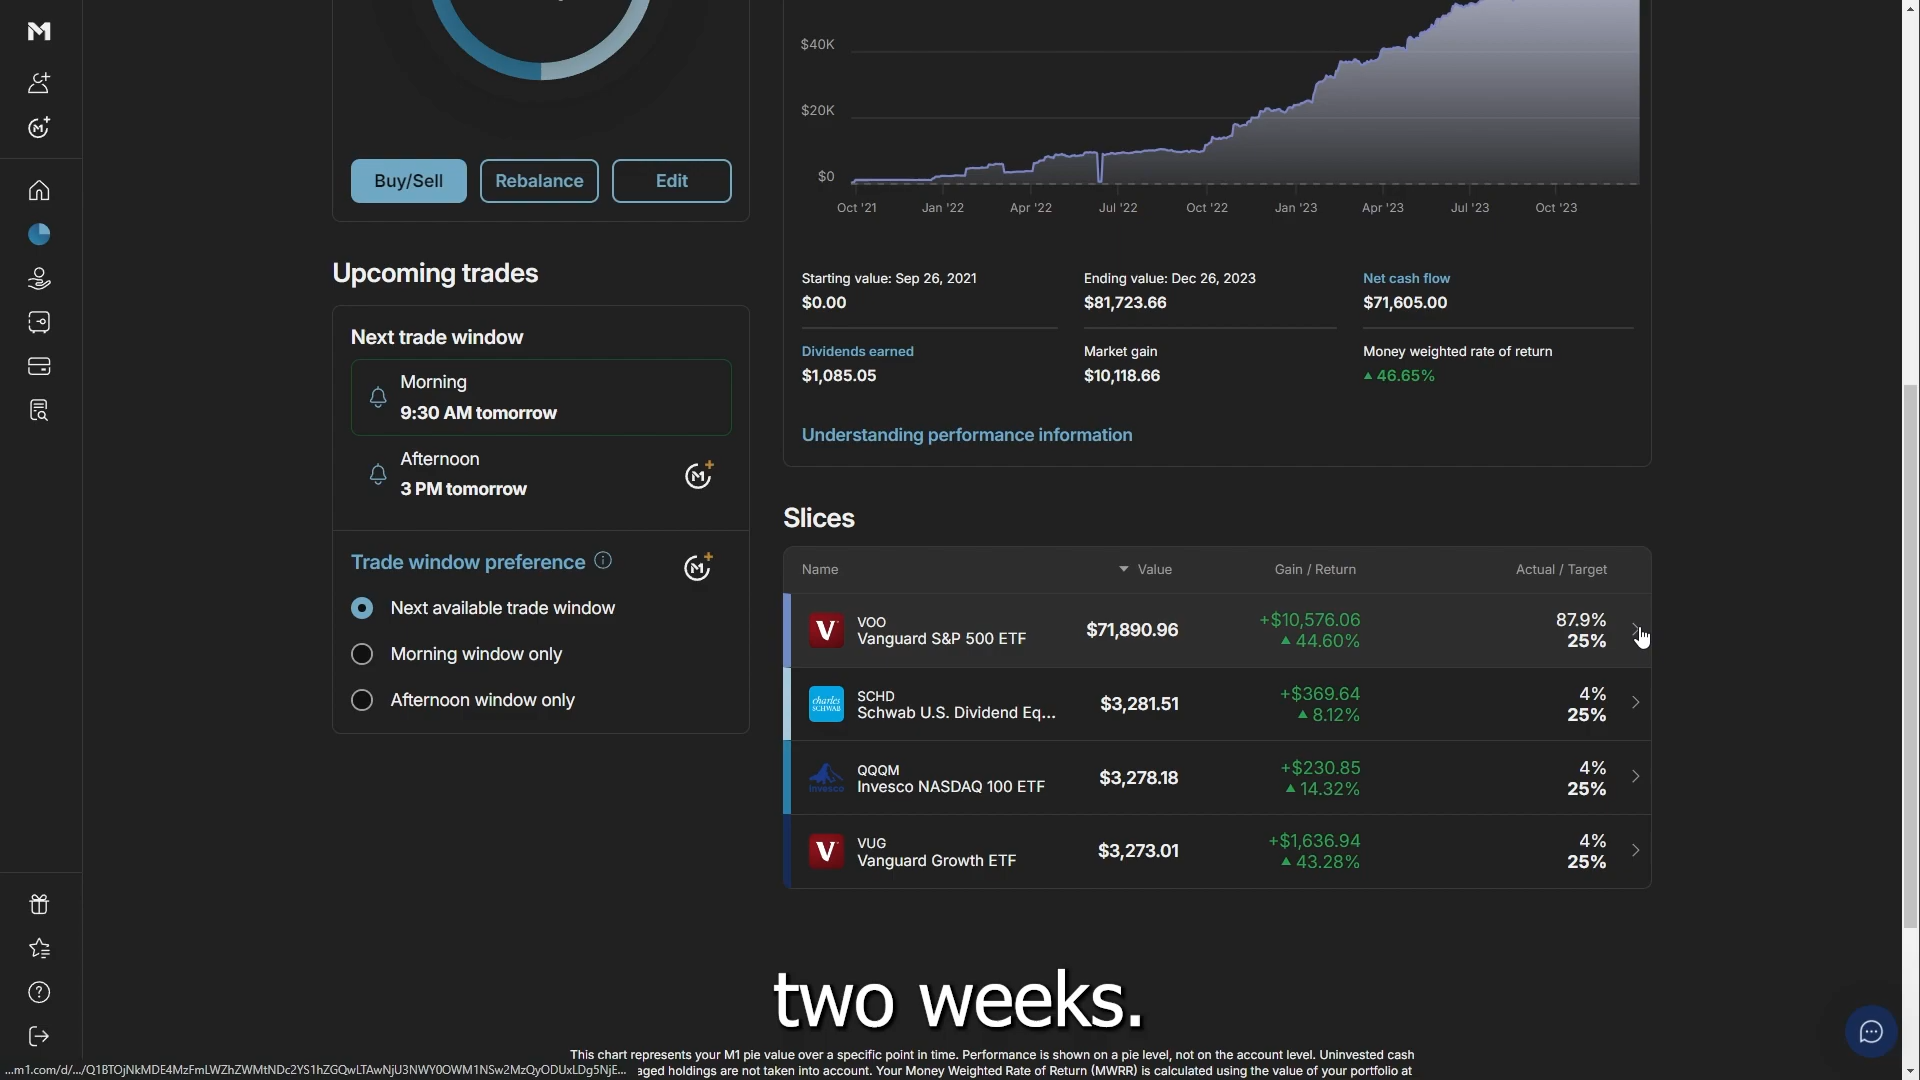 $40K
$20K
$0
Oct '21 Jan '22 Apr '22 Jul '22 Oct '22 Jan '23 Apr '23 Jul '23 Oct '23
Buy/Sell Rebalance Edit
Starting value: Sep 26, 2021
$0.00
Ending value: Dec 26, 2023
$81,723.66
Net cash flow
$71,605.00
Dividends earned
$1,085.05
Market gain
$10,118.66
Money weighted rate of return
46.65%
Understanding performance information
Upcoming trades
Next trade window
Morning
9:30 AM tomorrow
Afternoon
3 PM tomorrow
Trade window preference
Next available trade window
Morning window only
Afternoon window only
Slices
Name Value Gain / Return Actual / Target
VOO
Vanguard S&P 500 ETF
$71,890.96
+$10,576.06
44.60%
87.9%
25%
charles
SCHWAB
SCHD
Schwab U.S. Dividend Eq...
$3,281.51
+$369.64
8.12%
4%
25%
Invesco
QQQM
Invesco NASDAQ 100 ETF
$3,278.18
+$230.85
14.32%
4%
25%
VUG
Vanguard Growth ETF
$3,273.01
+$1,636.94
43.28%
4%
25%
two weeks.
This chart represents your M1 pie value over a specific point in time. Performance is shown on a pie level, not on the account level. Uninvested cash
aged holdings are not taken into account. Your Money Weighted Rate of Return (MWRR) is calculated using the value of your portfolio at